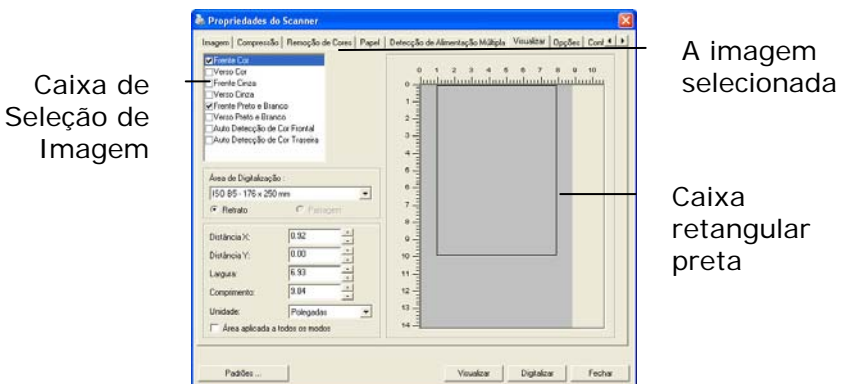 Propriedades do Scanner
Imagem Compressão Remoção de Cores Papel Detecção de Alimentação Múltipla Visualizar Opções Conf
Frente Cor
Verso Cor
Frente Cinza
Verso Cinza
Frente Preto e Branco
Verso Preto e Branco
Auto Detecção de Cor Frontal
Auto Detecção de Cor Traseira
Área de Digitalização :
ISO B5 - 176 x 250 mm
Retrato Paisagem
Distância X: 0.92
Distância Y: 0.00
Largura: 6.93
Comprimento: 9.84
Unidade: Polegadas
Área aplicada a todos os modos
0 1 2 3 4 5 6 7 8 9 10
0
1
2
3
4
5
6
7
8
9
10
11
12
13
14
Padrões ... Visualizar Digitalizar Fechar
Caixa de
Seleção de
Imagem
A imagem
selecionada
Caixa
retangular
preta